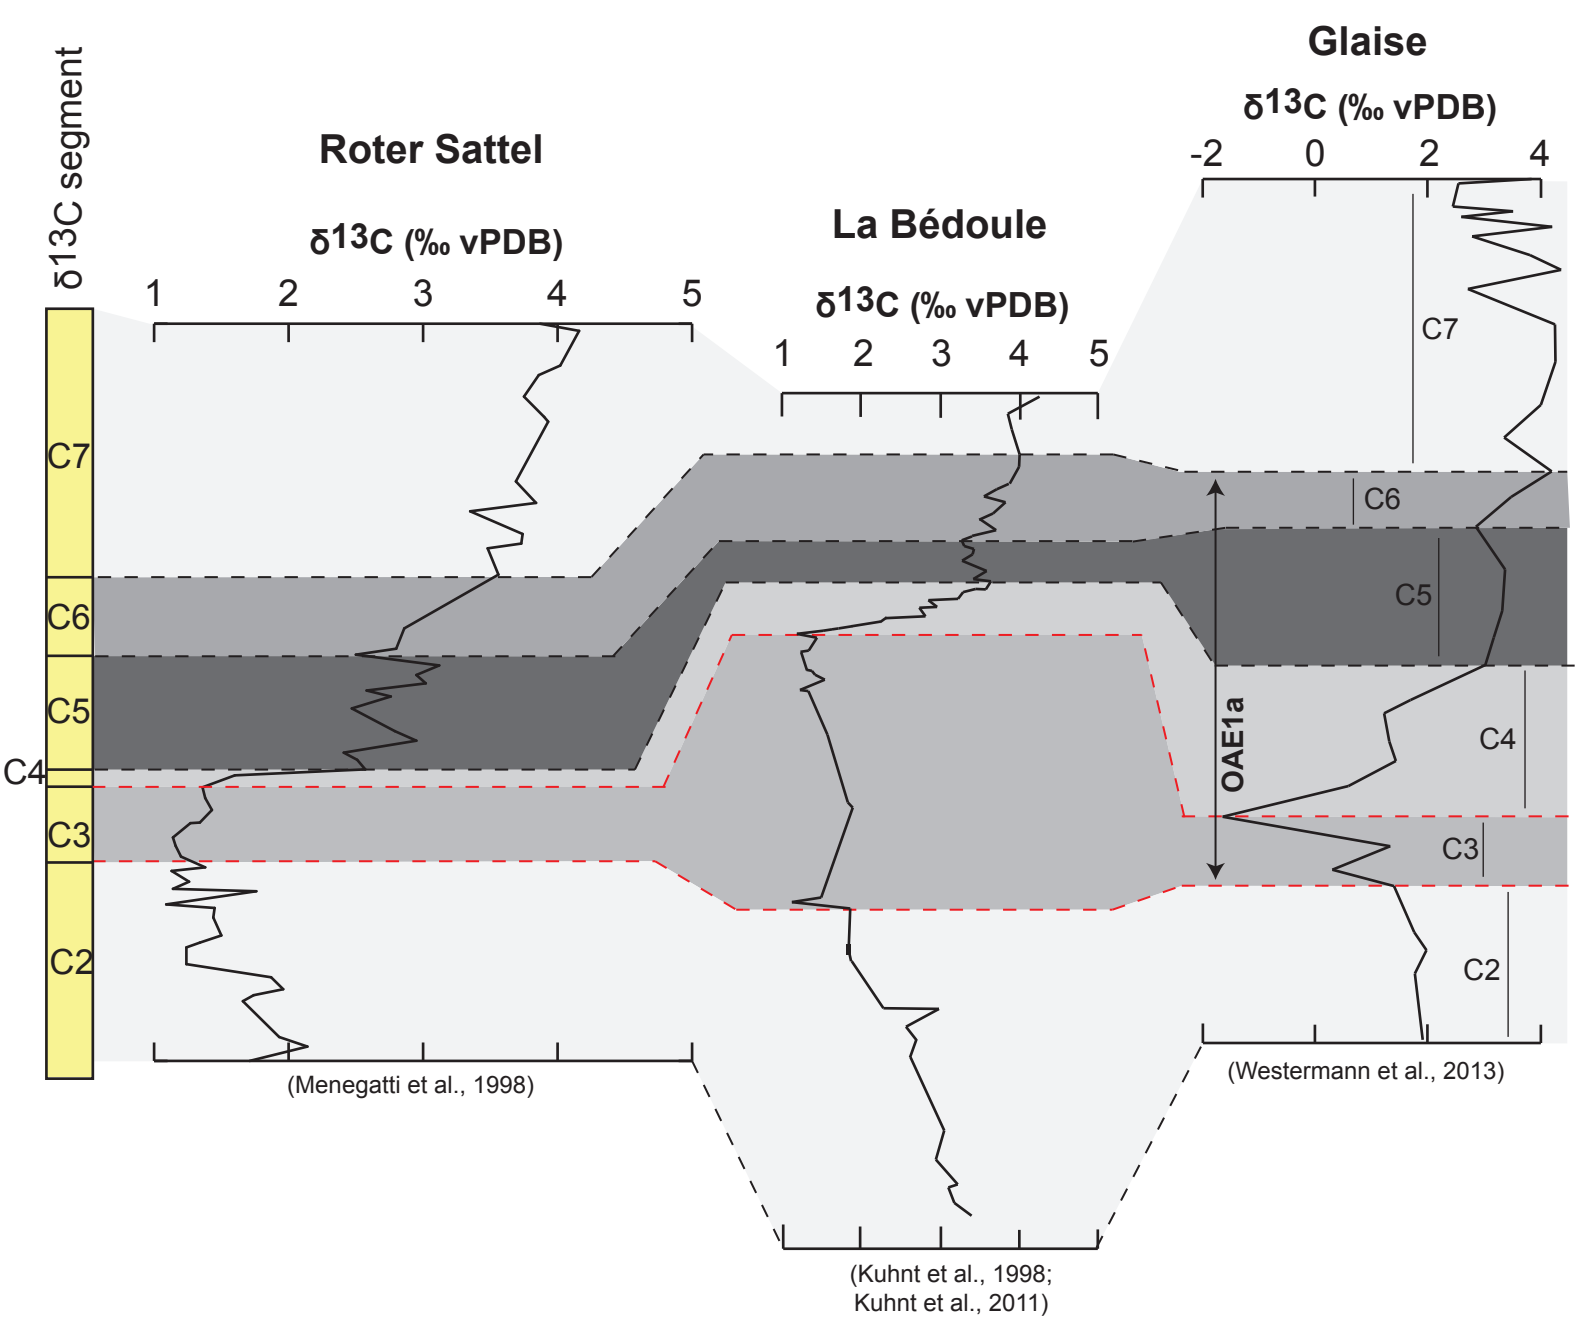 δ13C segment
C7
C6
C5
C4
C3
C2
Roter Sattel
δ13C (‰ vPDB)
1 2 3 4 5
(Menegatti et al., 1998)
La Bédoule
δ13C (‰ vPDB)
1 2 3 4 5
(Kuhnt et al., 1998;
Kuhnt et al., 2011)
Glaise
δ13C (‰ vPDB)
-2 0 2 4
C7
C6
C5
OAE1a
C4
C3
C2
(Westermann et al., 2013)